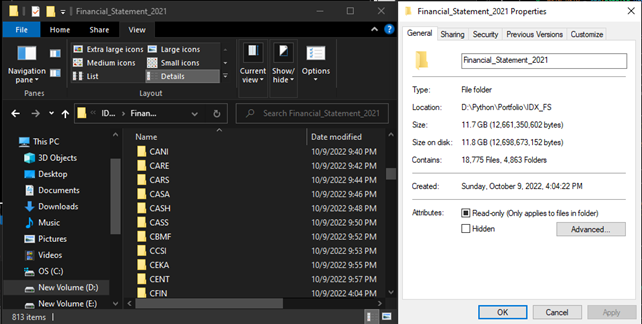 Financial_Statement_2021
File
Home
Share
View
Navigation pane
Extra large icons
Large icons
Medium icons
Small icons
List
Details
Current view
Show/ hide
Options
Panes
Layout
ID...
Finan...
Search Financial_Statement_2021
Name
Date modified
This PC
3D Objects
Desktop
Documents
Downloads
Music
Pictures
Videos
OS (C:)
New Volume (D:)
New Volume (E:)
CANI 10/9/2022 9:40 PM
CARE 10/9/2022 9:42 PM
CARS 10/9/2022 9:44 PM
CASA 10/9/2022 9:46 PM
CASH 10/9/2022 9:48 PM
CASS 10/9/2022 9:50 PM
CBMF 10/9/2022 9:52 PM
CCSI 10/9/2022 9:53 PM
CEKA 10/9/2022 9:55 PM
CENT 10/9/2022 9:57 PM
CFIN 10/9/2022 4:04 PM
813 items
Financial_Statement_2021 Properties
General Sharing Security Previous Versions Customize
Financial_Statement_2021
Type: File folder
Location: D:\Python\Portfolio\IDX_FS
Size: 11.7 GB (12,661,350,602 bytes)
Size on disk: 11.8 GB (12,698,673,152 bytes)
Contains: 18,775 Files, 4,863 Folders
Created: Sunday, October 9, 2022, 4:04:22 PM
Attributes: Read-only (Only applies to files in folder)
Hidden
Advanced...
OK Cancel Apply